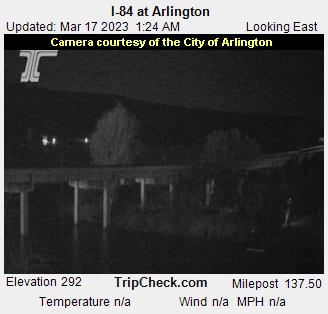 I-84 at Arlington
Updated: Mar 17 2023 1:24 AM Looking East
Camera courtesy of the City of Arlington
Elevation 292 TripCheck.com Milepost 137.50
Temperature n/a Wind n/a MPH n/a